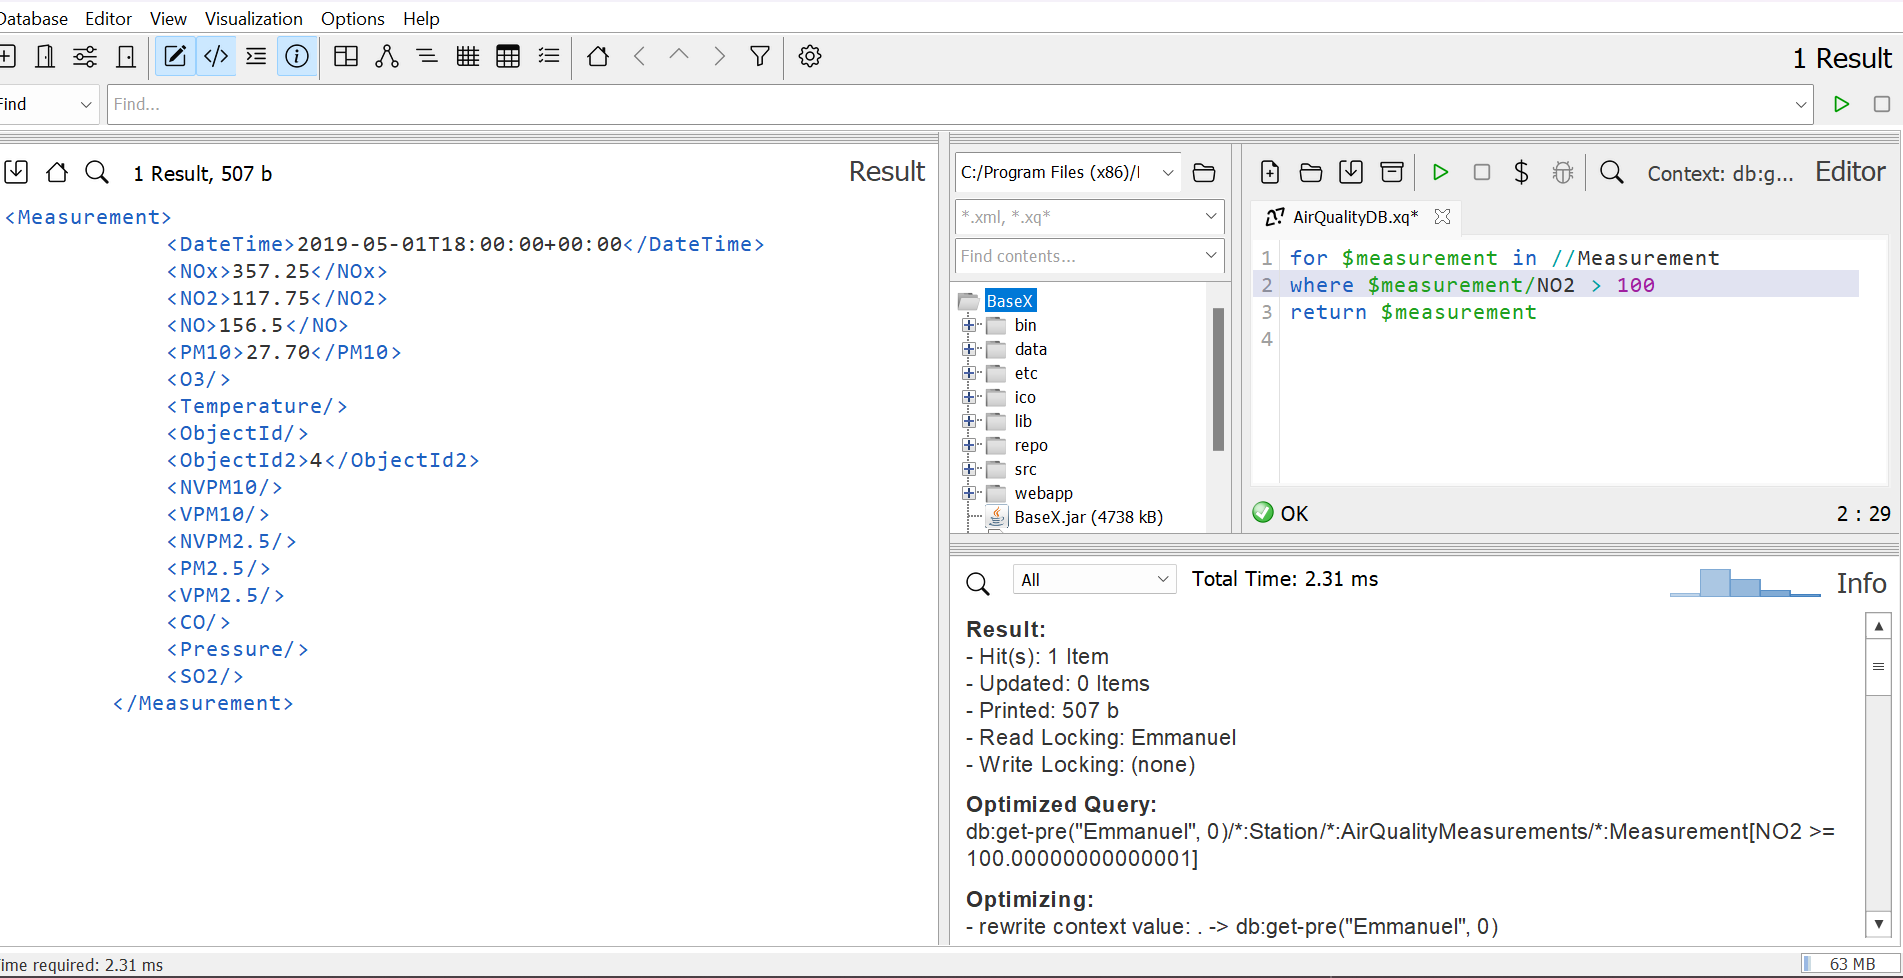 Database Editor View Visualization Options Help
1 Result
Find
Find...
1 Result, 507 b
Result
<Measurement>
<DateTime>2019-05-01T18:00:00+00:00</DateTime>
<NOx>357.25</NOx>
<NO2>117.75</NO2>
<NO>156.5</NO>
<PM10>27.70</PM10>
<O3/>
<Temperature/>
<ObjectId/>
<ObjectId2>4</ObjectId2>
<NVPM10/>
<VPM10/>
<NVPM2.5/>
<PM2.5/>
<VPM2.5/>
<CO/>
<Pressure/>
<SO2/>
</Measurement>
C:/Program Files (x86)/
*.xml, *.xq*
Find contents...
BaseX
bin
data
etc
ico
lib
repo
src
webapp
BaseX.jar (4738 kB)
Context: db:g...
Editor
AirQualityDB.xq*
1 for $measurement in //Measurement
2 where $measurement/NO2 > 100
3 return $measurement
4
OK
2 : 29
All
Total Time: 2.31 ms
Info
Result:
- Hit(s): 1 Item
- Updated: 0 Items
- Printed: 507 b
- Read Locking: Emmanuel
- Write Locking: (none)
Optimized Query:
db:get-pre("Emmanuel", 0)/*:Station/*:AirQualityMeasurements/*:Measurement[NO2 >=
100.00000000000001]
Optimizing:
- rewrite context value: . -> db:get-pre("Emmanuel", 0)
Time required: 2.31 ms
63 MB